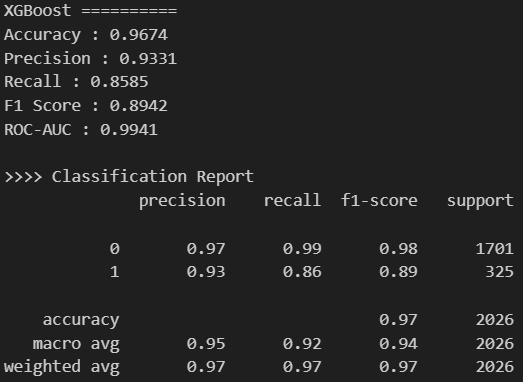 XGBoost ==========
Accuracy : 0.9674
Precision : 0.9331
Recall : 0.8585
F1 Score : 0.8942
ROC-AUC : 0.9941
>>>> Classification Report
precision recall f1-score support
0 0.97 0.99 0.98 1701
1 0.93 0.86 0.89 325
accuracy 0.97 2026
macro avg 0.95 0.92 0.94 2026
weighted avg 0.97 0.97 0.97 2026